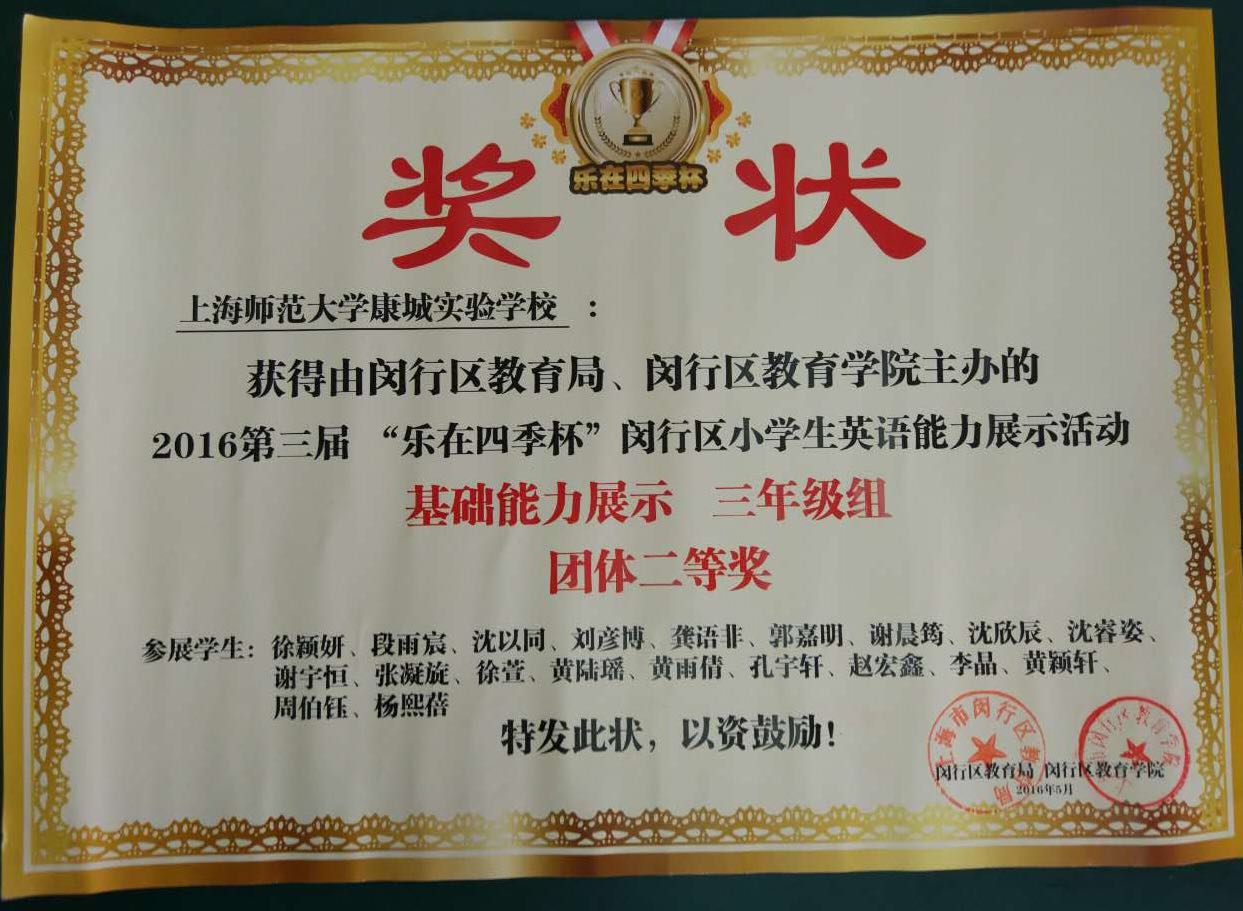 乐在四季杯
奖 状
上海师范大学康城实验学校 ：
获得由闵行区教育局、闵行区教育学院主办的
2016第三届 “乐在四季杯”闵行区小学生英语能力展示活动
基础能力展示 三年级组
团体二等奖
参展学生：徐颖妍、段雨宸、沈以同、刘彦博、龚语非、郭嘉明、谢晨筠、沈欣辰、沈睿姿、
谢宇恒、张凝旋、徐萱、黄陆瑶、黄雨倩、孔宇轩、赵宏鑫、李品、黄颖轩、
周伯钰、杨熙蓓
特发此状，以资鼓励！
上海市闵行区教育局
闵行区教育学院
闵行区教育局 闵行区教育学院
2016年5月